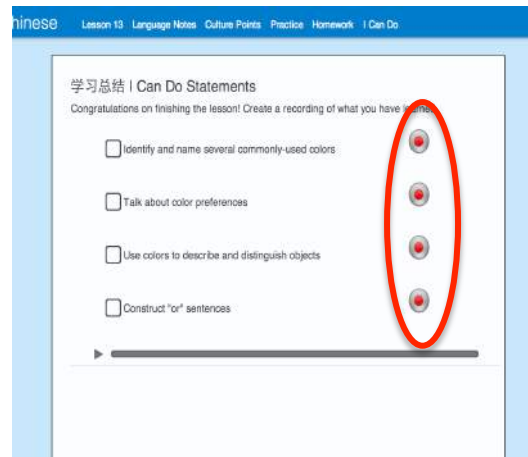 hinese Lesson 13 Language Notes Culture Points Practice Homework I Can Do
学习总结 I Can Do Statements
Congratulations on finishing the lesson! Create a recording of what you have learned
Identify and name several commonly-used colors
Talk about color preferences
Use colors to describe and distinguish objects
Construct "or" sentences